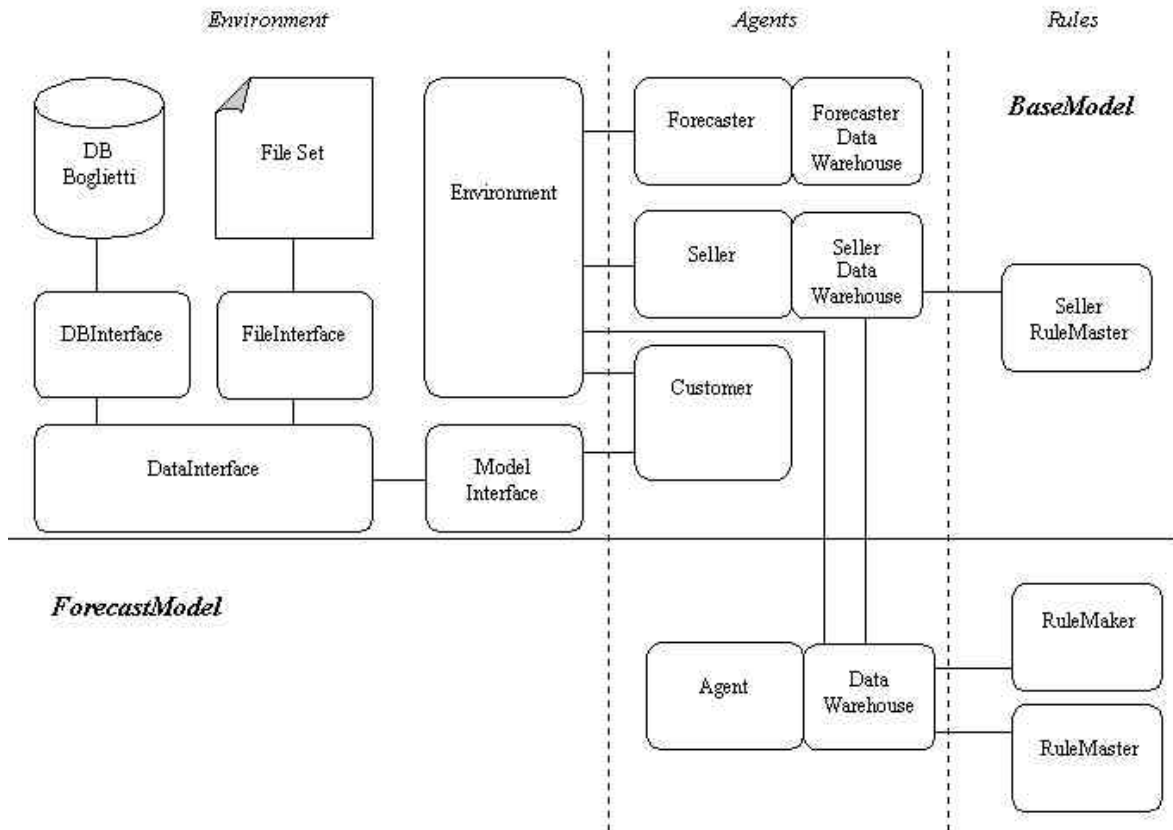 Environment
Agents
Rules
BaseModel
DB
Boglietti
File Set
Environment
Forecaster
Forecaster
Data
Warehouse
Seller
Seller
Data
Warehouse
Seller
RuleMaster
DBInterface
FileInterface
Customer
DataInterface
Model
Interface
ForecastModel
RuleMaker
Agent
Data
Warehouse
RuleMaster